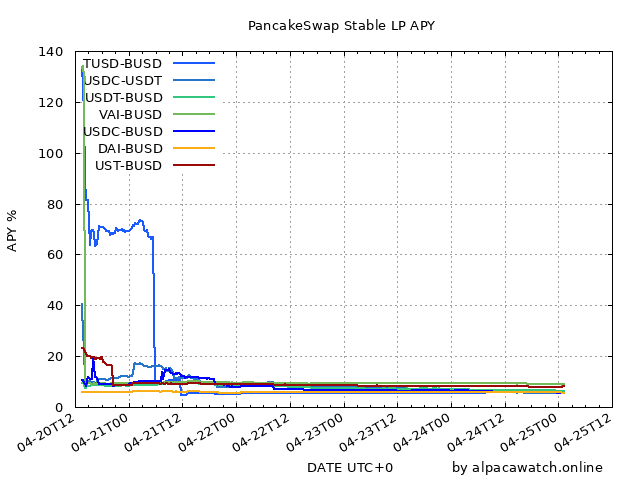 PancakeSwap Stable LP APY
140
120
100
80
60
40
20
0
APY %
TUSD-BUSD
USDC-USDT
USDT-BUSD
VAI-BUSD
USDC-BUSD
DAI-BUSD
UST-BUSD
04-20T12
04-21T00
04-21T12
04-22T00
04-22T12
04-23T00
04-23T12
04-24T00
04-24T12
04-25T00
04-25T12
DATE UTC+0
by alpacawatch.online